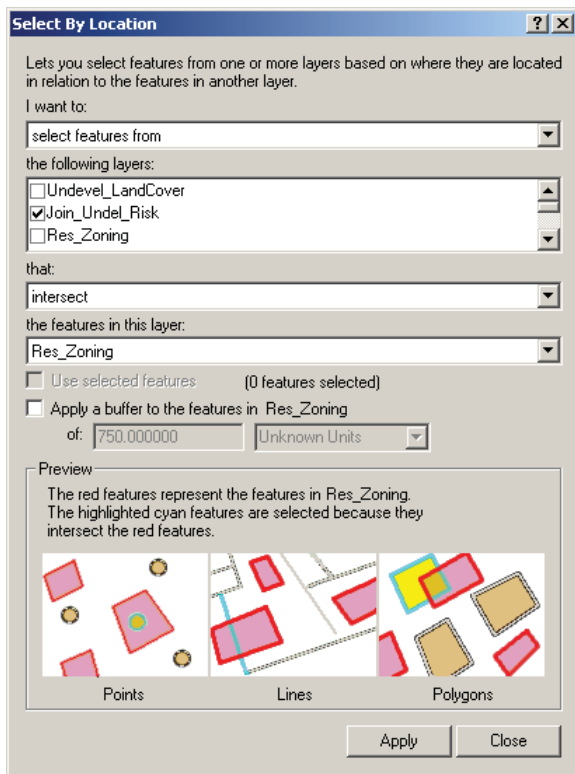 Select By Location
Lets you select features from one or more layers based on where they are located
in relation to the features in another layer.
I want to:
select features from
the following layers:
Undevel_LandCover
Join_Undel_Risk
Res_Zoning
that:
intersect
the features in this layer:
Res_Zoning
Use selected features (0 features selected)
Apply a buffer to the features in Res_Zoning
of: 750.000000 Unknown Units
Preview
The red features represent the features in Res_Zoning.
The highlighted cyan features are selected because they
intersect the red features.
Points Lines Polygons
Apply Close